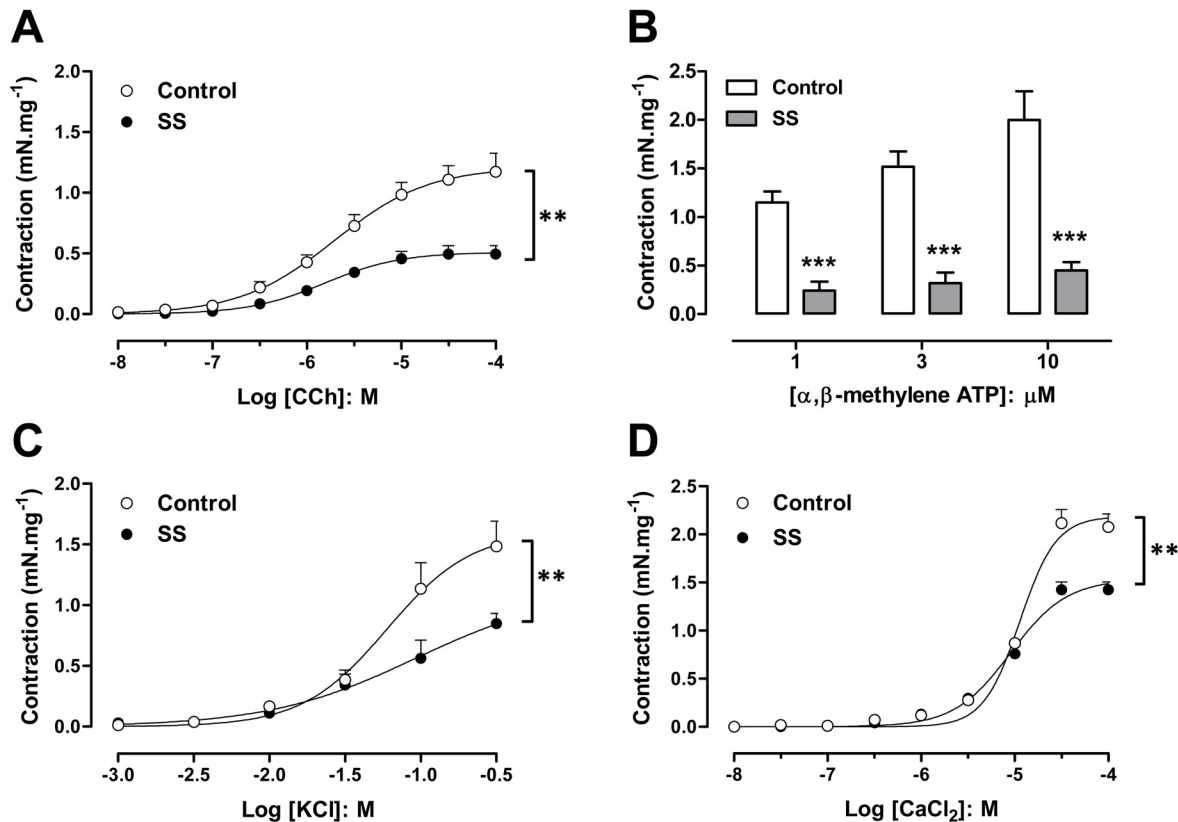 A
Contraction (mN.mg-1)
2.0
1.5
1.0
0.5
0.0
Control
SS
**
-8
-7
-6
-5
-4
Log [CCh]: M
B
Contraction (mN.mg-1)
2.5
2.0
1.5
1.0
0.5
0.0
Control
SS
***
***
***
1
3
10
[α,β-methylene ATP]: μM
C
Contraction (mN.mg-1)
2.0
1.5
1.0
0.5
0.0
Control
SS
**
-3.0
-2.5
-2.0
-1.5
-1.0
-0.5
Log [KCl]: M
D
Contraction (mN.mg-1)
2.5
2.0
1.5
1.0
0.5
0.0
Control
SS
**
-8
-7
-6
-5
-4
Log [CaCl2]: M